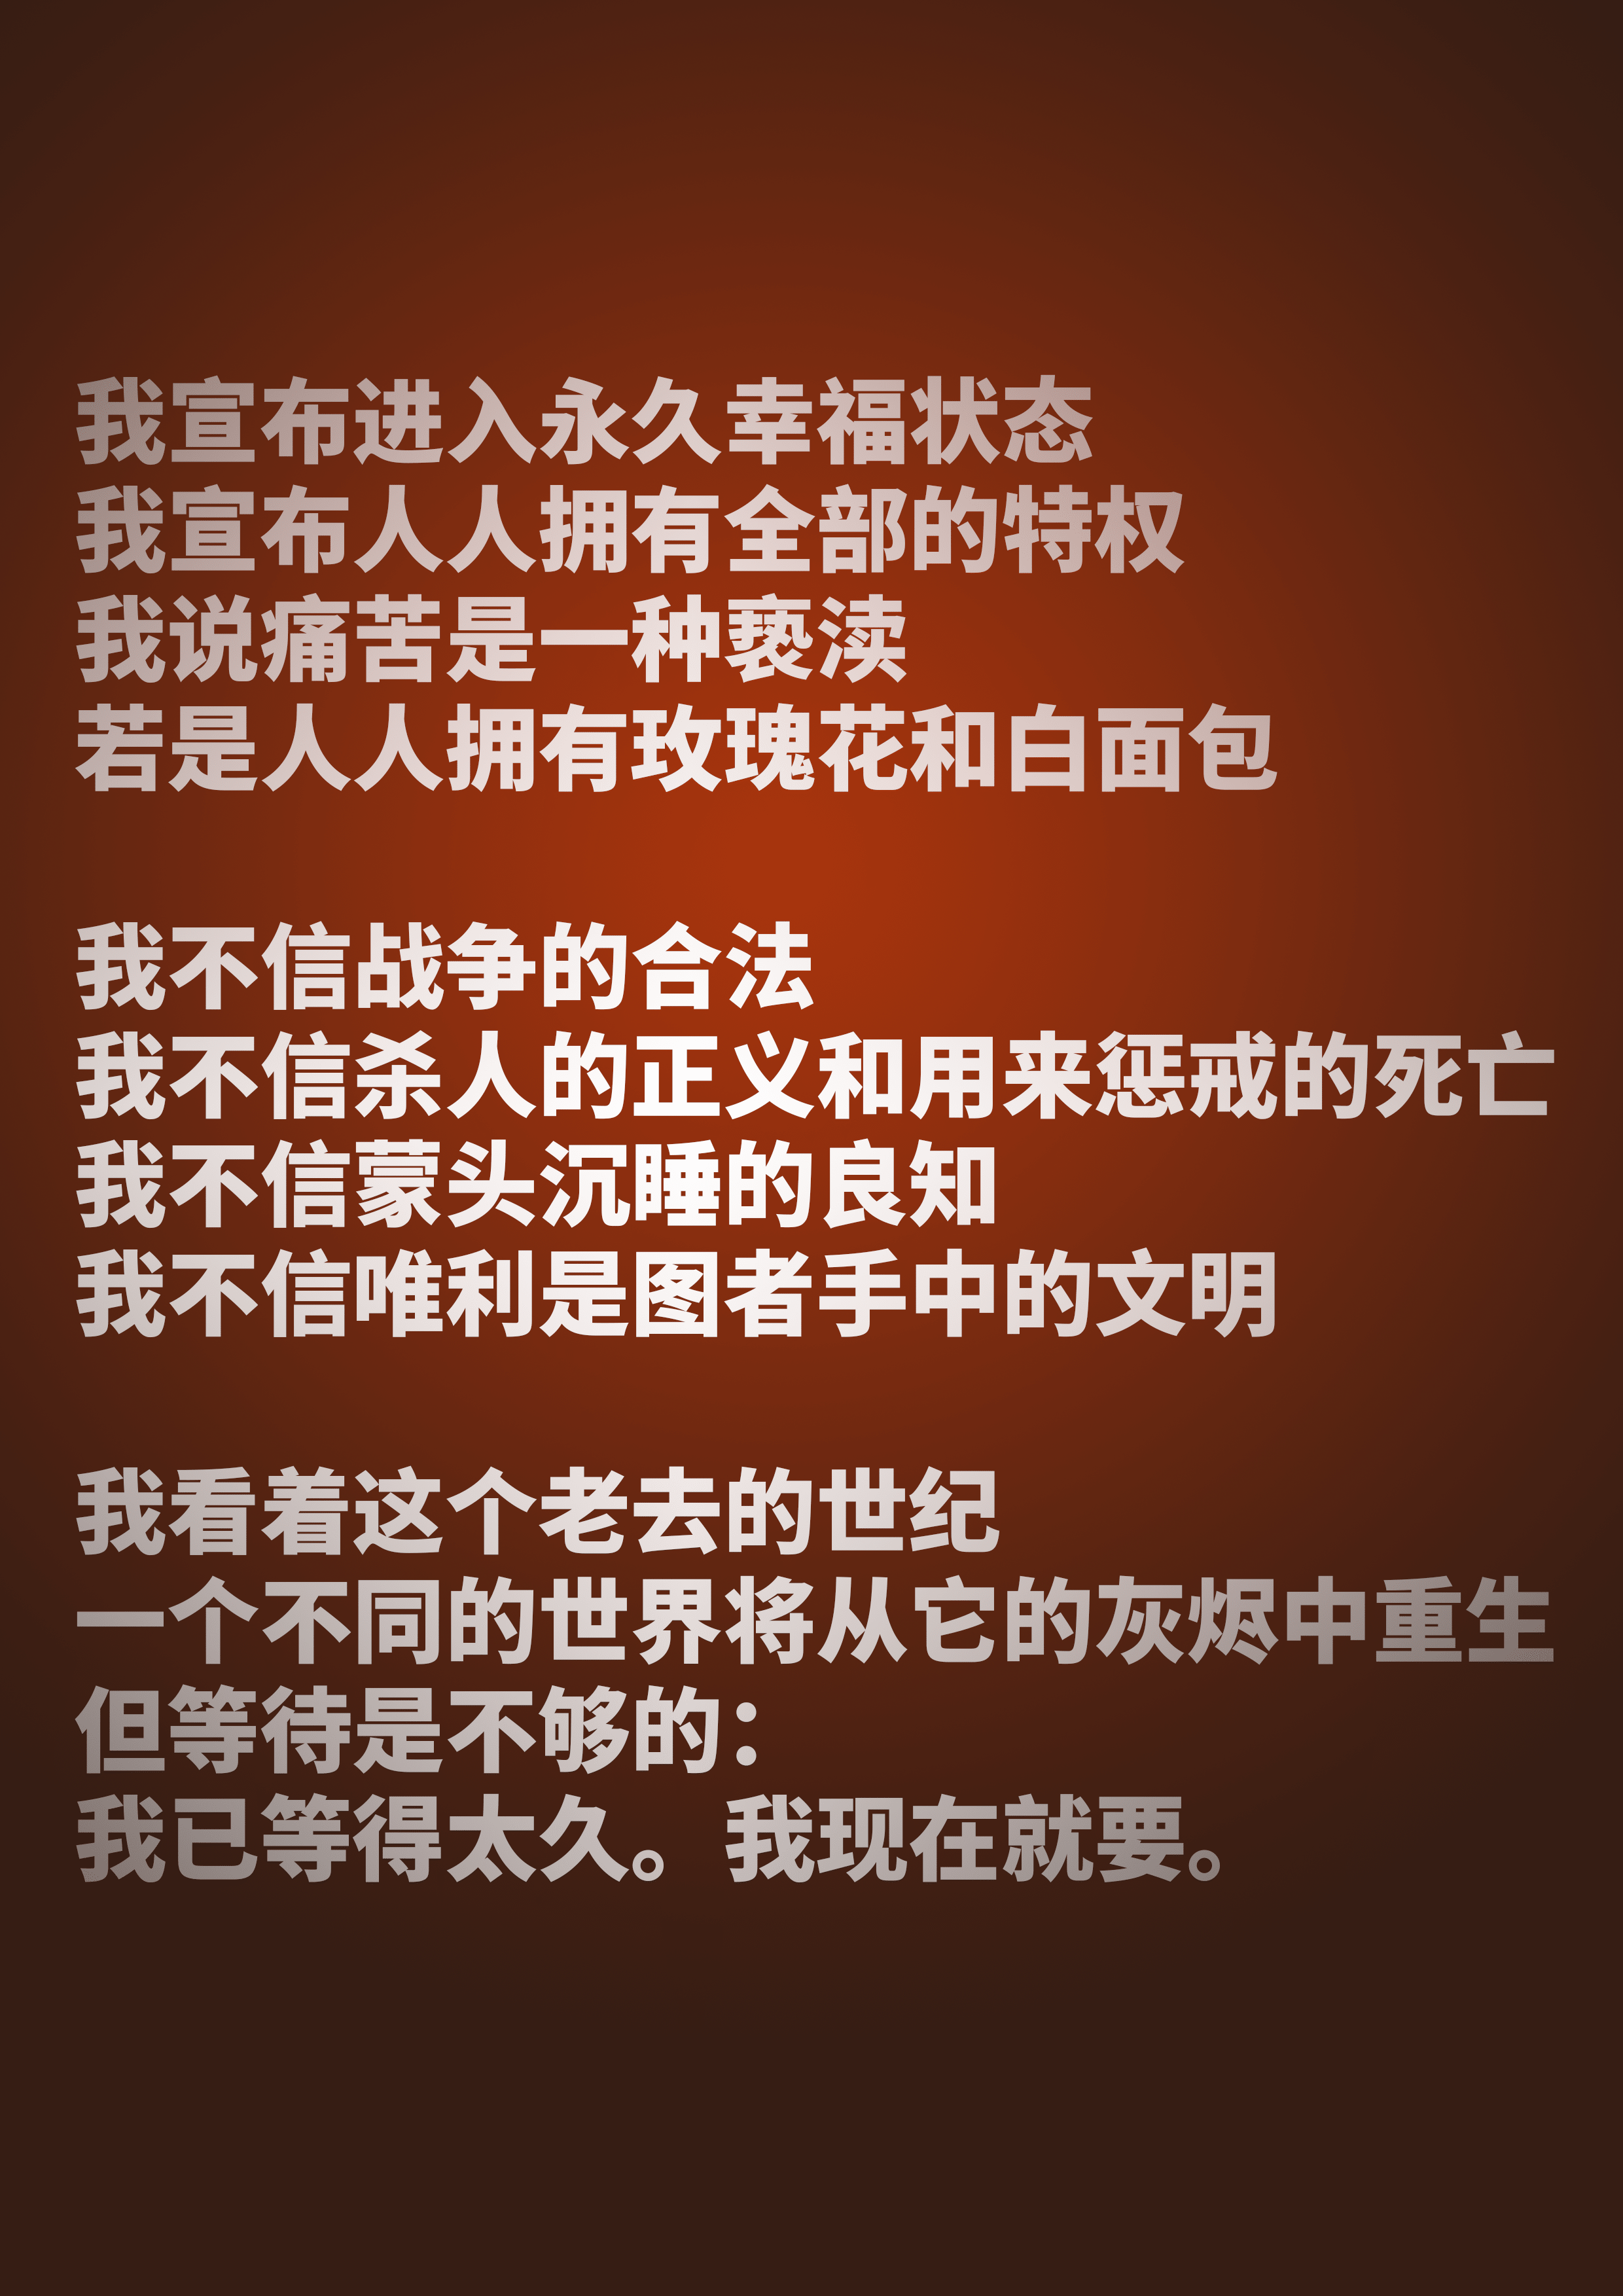 我宣布进入永久幸福状态
我宣布人人拥有全部的特权
我说痛苦是一种亵渎
若是人人拥有玫瑰花和白面包
我不信战争的合法
我不信杀人的正义和用来惩戒的死亡
我不信蒙头沉睡的良知
我不信唯利是图者手中的文明
我看着这个老去的世纪
一个不同的世界将从它的灰烬中重生
但等待是不够的：
我已等得太久。我现在就要。